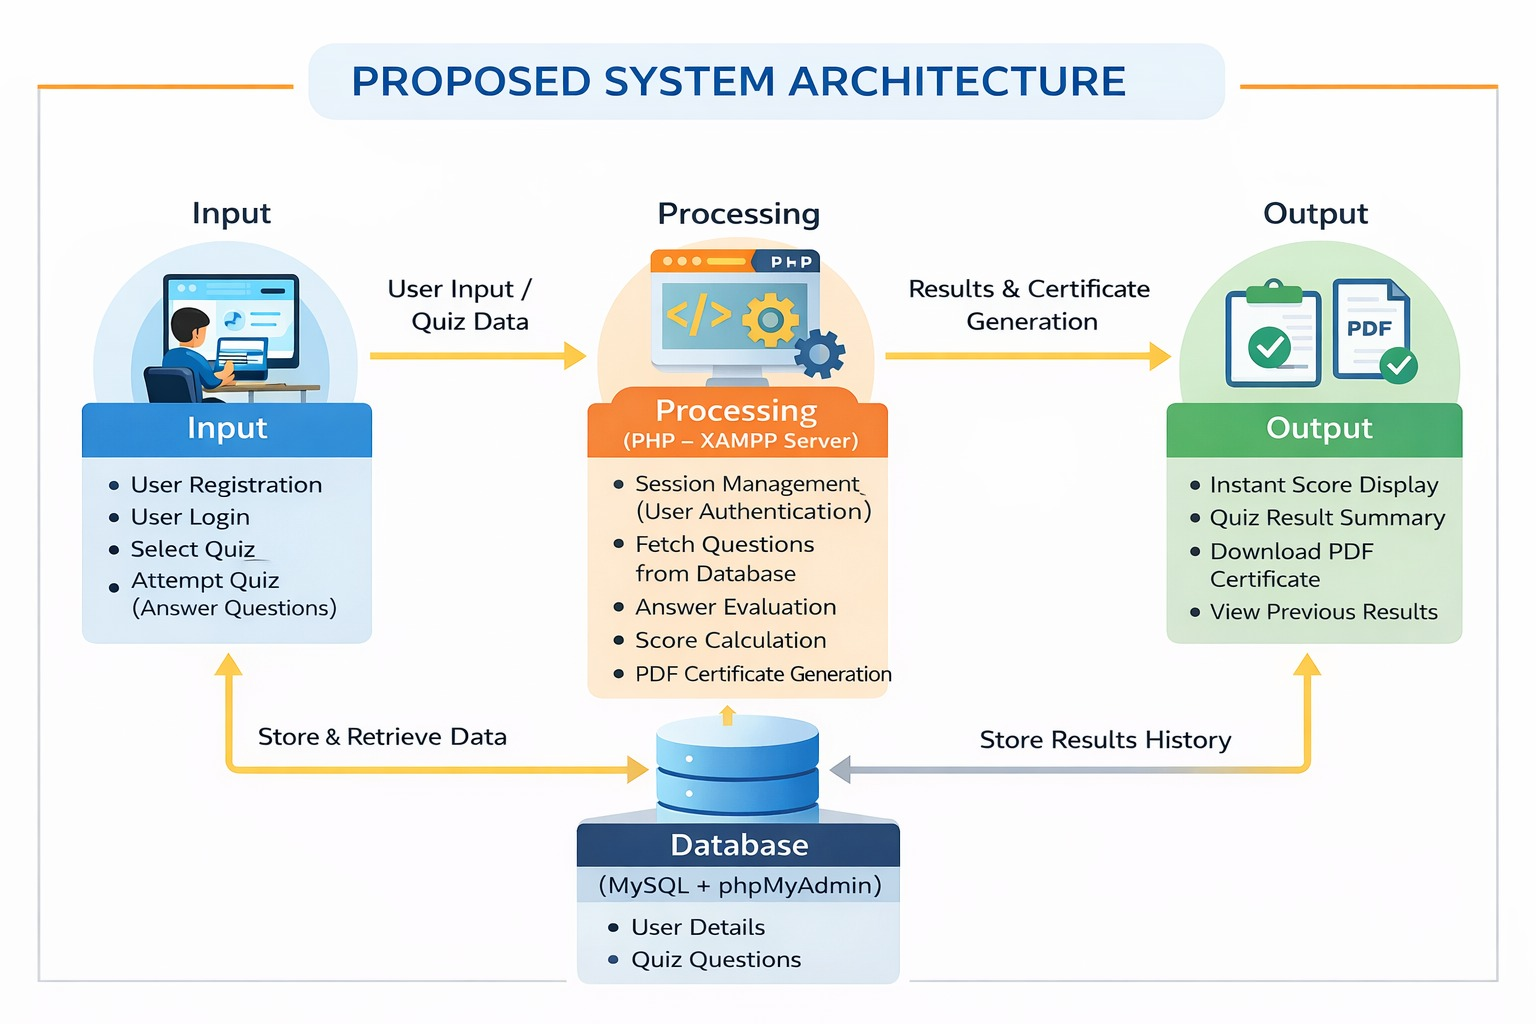 PROPOSED SYSTEM ARCHITECTURE
Input
Processing
Output
User Input /
Quiz Data
PHP
Results & Certificate
Generation
PDF
Input
• User Registration
• User Login
• Select Quiz
• Attempt Quiz
(Answer Questions)
Processing
(PHP – XAMPP Server)
• Session Management
(User Authentication)
• Fetch Questions
from Database
• Answer Evaluation
• Score Calculation
• PDF Certificate Generation
Output
• Instant Score Display
• Quiz Result Summary
• Download PDF
Certificate
• View Previous Results
Store & Retrieve Data
Store Results History
Database
(MySQL + phpMyAdmin)
• User Details
• Quiz Questions